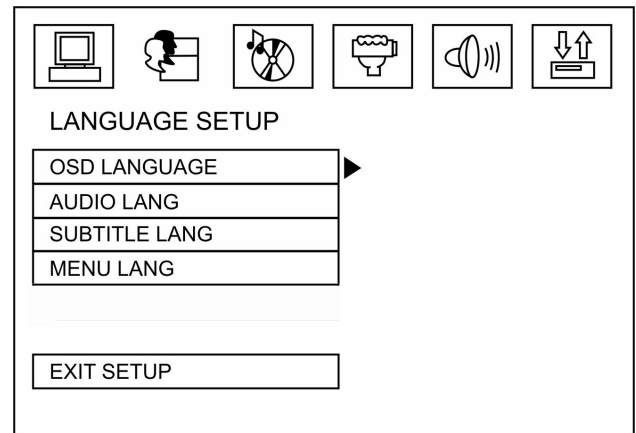 LANGUAGE SETUP
OSD LANGUAGE
AUDIO LANG
SUBTITLE LANG
MENU LANG
EXIT SETUP